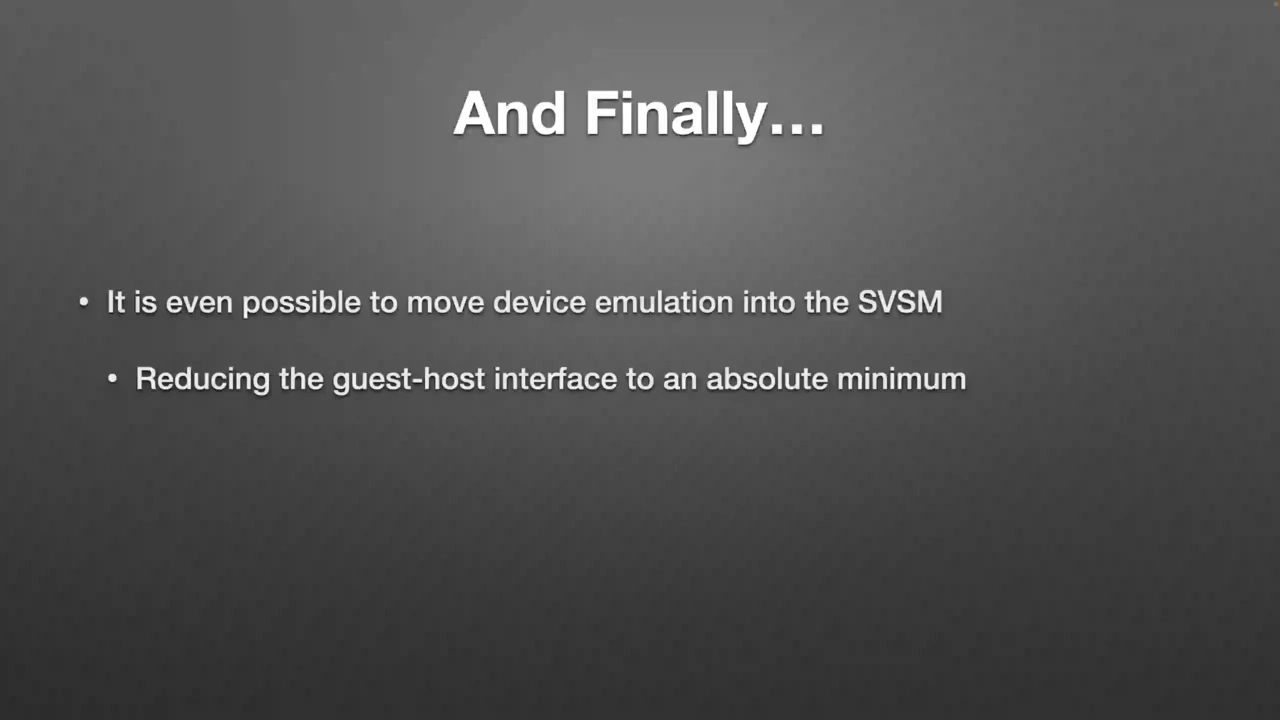 And Finally…
• It is even possible to move device emulation into the SVSM
• Reducing the guest-host interface to an absolute minimum